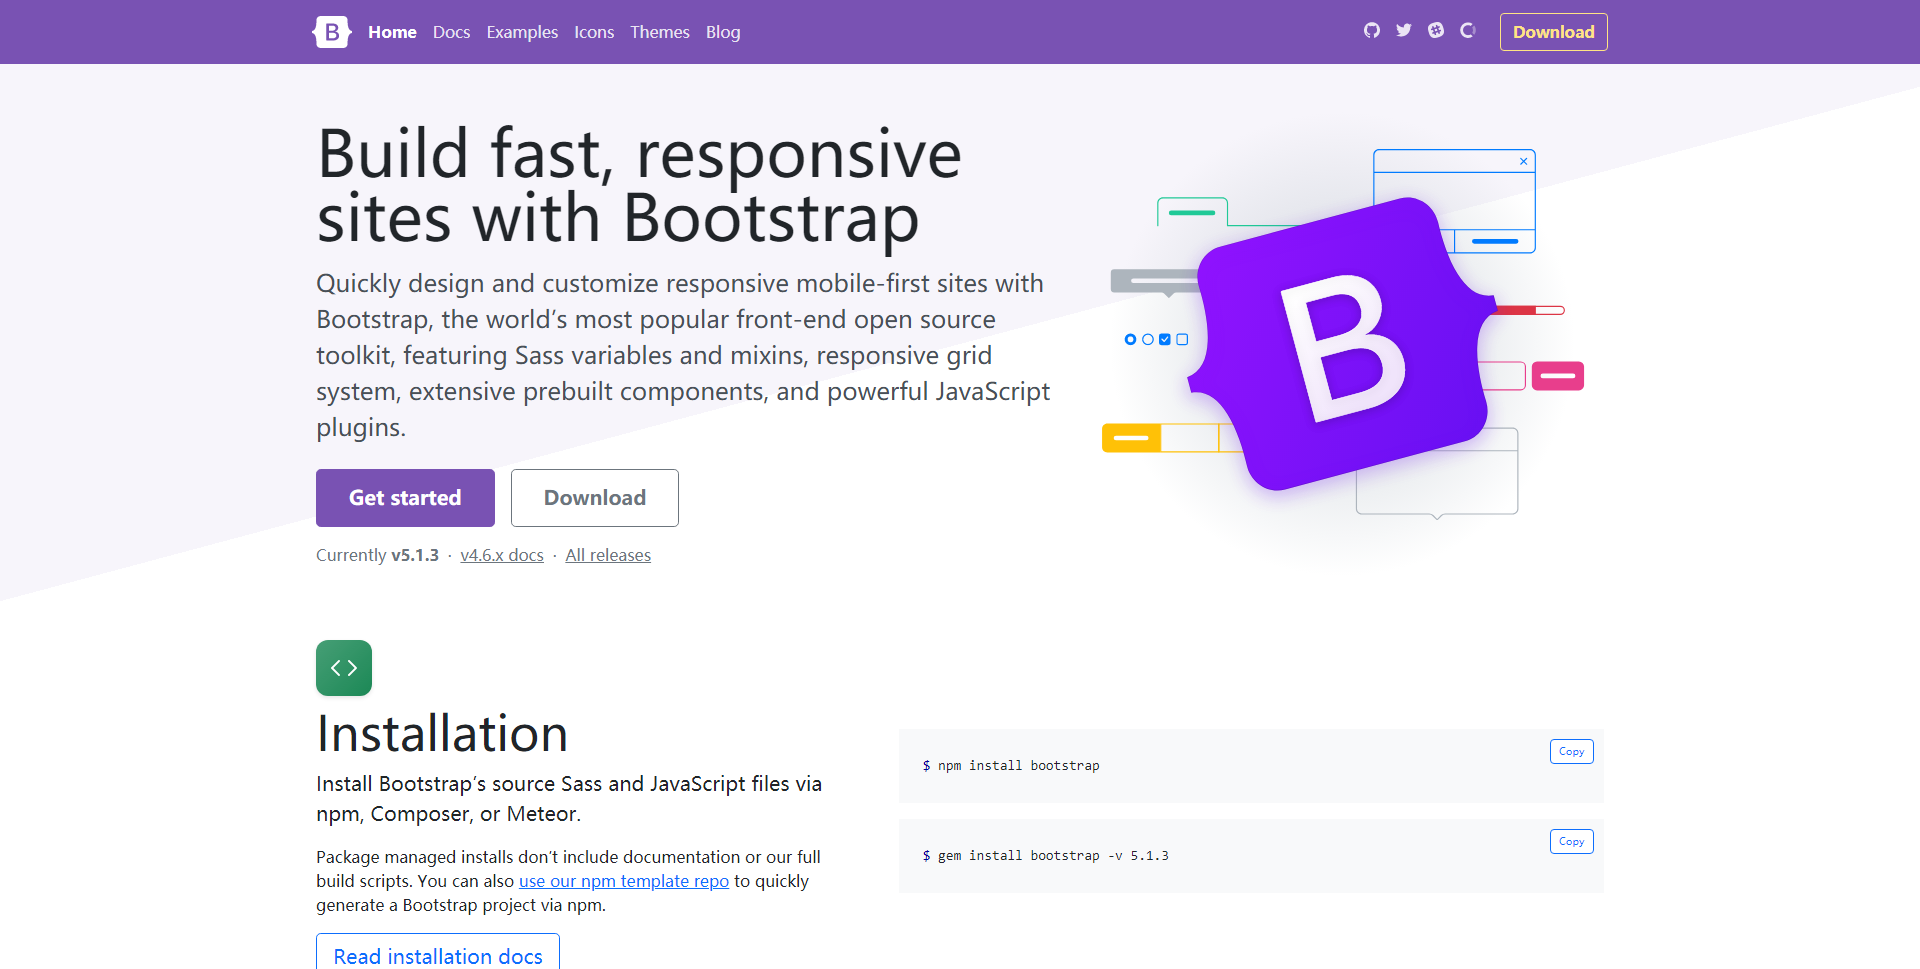 B Home Docs Examples Icons Themes Blog Download
Build fast, responsive
sites with Bootstrap
Quickly design and customize responsive mobile-first sites with
Bootstrap, the world’s most popular front-end open source
toolkit, featuring Sass variables and mixins, responsive grid
system, extensive prebuilt components, and powerful JavaScript
plugins.
Get started Download
Currently v5.1.3 · v4.6.x docs · All releases
B
Installation
Install Bootstrap’s source Sass and JavaScript files via
npm, Composer, or Meteor.
Package managed installs don’t include documentation or our full
build scripts. You can also use our npm template repo to quickly
generate a Bootstrap project via npm.
Read installation docs
Copy
$ npm install bootstrap
Copy
$ gem install bootstrap -v 5.1.3